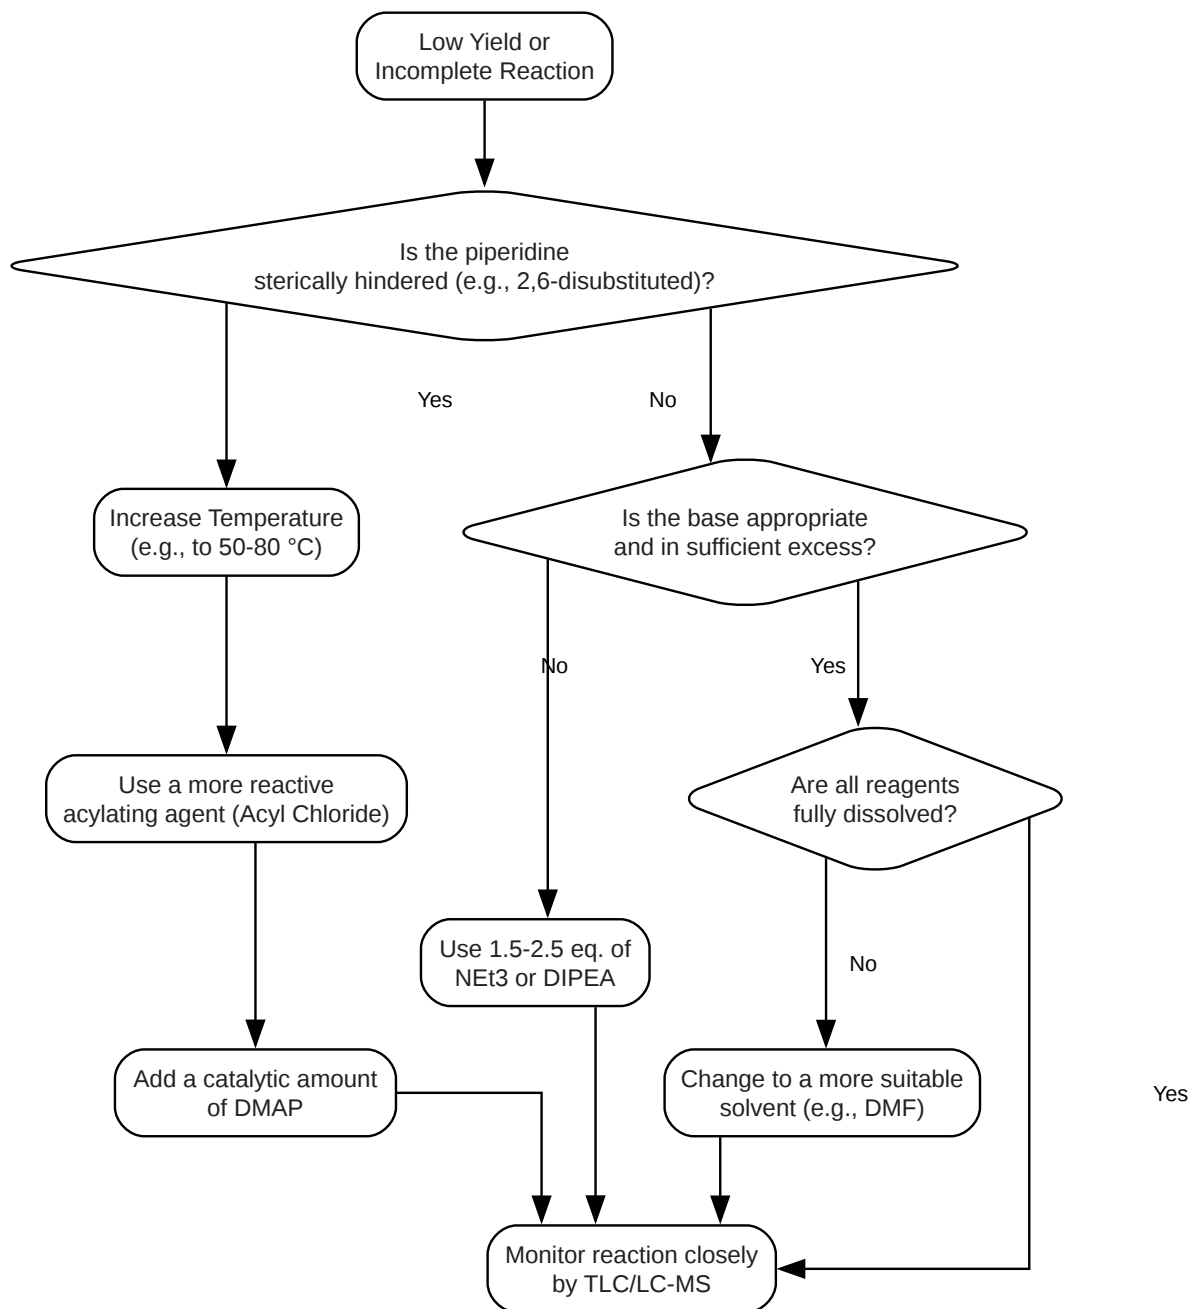 Low Yield or
Incomplete Reaction
Is the piperidine
sterically hindered (e.g., 2,6-disubstituted)?
Yes
No
Increase Temperature
(e.g., to 50-80 °C)
Is the base appropriate
and in sufficient excess?
No
Yes
Use a more reactive
acylating agent (Acyl Chloride)
Are all reagents
fully dissolved?
Use 1.5-2.5 eq. of
NEt3 or DIPEA
No
Add a catalytic amount
of DMAP
Change to a more suitable
solvent (e.g., DMF)
Yes
Monitor reaction closely
by TLC/LC-MS